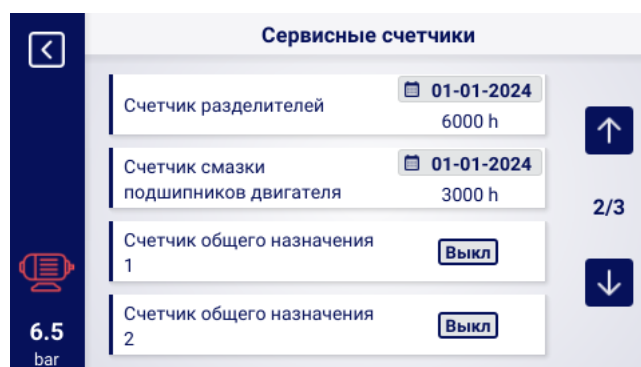 Сервисные счетчики
Счетчик разделителей
01-01-2024
6000 h
Счетчик смазки
подшипников двигателя
01-01-2024
3000 h
2/3
Счетчик общего назначения
1
Выкл
Счетчик общего назначения
2
Выкл
6.5
bar